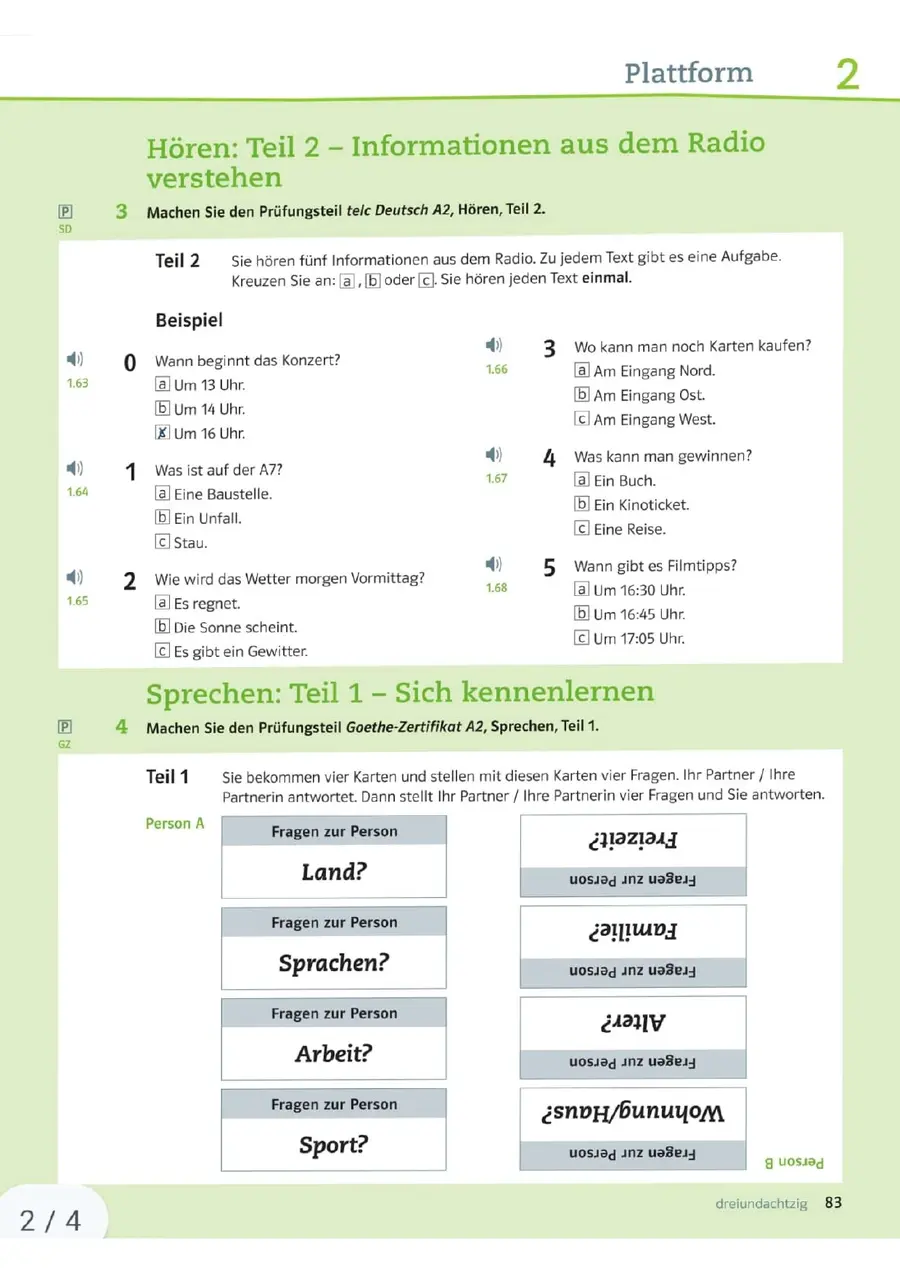 Plattform 2
Hören: Teil 2 – Informationen aus dem Radio
verstehen
P
SD
3 Machen Sie den Prüfungsteil telc Deutsch A2, Hören, Teil 2.
Teil 2 Sie hören fünf Informationen aus dem Radio. Zu jedem Text gibt es eine Aufgabe.
Kreuzen Sie an: a , b oder c. Sie hören jeden Text einmal.
Beispiel
0 Wann beginnt das Konzert?
1.63
a Um 13 Uhr.
b Um 14 Uhr.
x Um 16 Uhr.
1 Was ist auf der A7?
1.64
a Eine Baustelle.
b Ein Unfall.
c Stau.
2 Wie wird das Wetter morgen Vormittag?
1.65
a Es regnet.
b Die Sonne scheint.
c Es gibt ein Gewitter.
3 Wo kann man noch Karten kaufen?
1.66
a Am Eingang Nord.
b Am Eingang Ost.
c Am Eingang West.
4 Was kann man gewinnen?
1.67
a Ein Buch.
b Ein Kinoticket.
c Eine Reise.
5 Wann gibt es Filmtipps?
1.68
a Um 16:30 Uhr.
b Um 16:45 Uhr.
c Um 17:05 Uhr.
Sprechen: Teil 1 – Sich kennenlernen
P
GZ
4 Machen Sie den Prüfungsteil Goethe-Zertifikat A2, Sprechen, Teil 1.
Teil 1 Sie bekommen vier Karten und stellen mit diesen Karten vier Fragen. Ihr Partner / Ihre
Partnerin antwortet. Dann stellt Ihr Partner / Ihre Partnerin vier Fragen und Sie antworten.
Person A
Fragen zur Person
Land?
Fragen zur Person
Sprachen?
Fragen zur Person
Arbeit?
Fragen zur Person
Sport?
Person B
Fragen zur Person
Wohnung/Haus?
Fragen zur Person
Alter?
Fragen zur Person
Familie?
Fragen zur Person
Freizeit?
dreiundachtzig 83
2 / 4